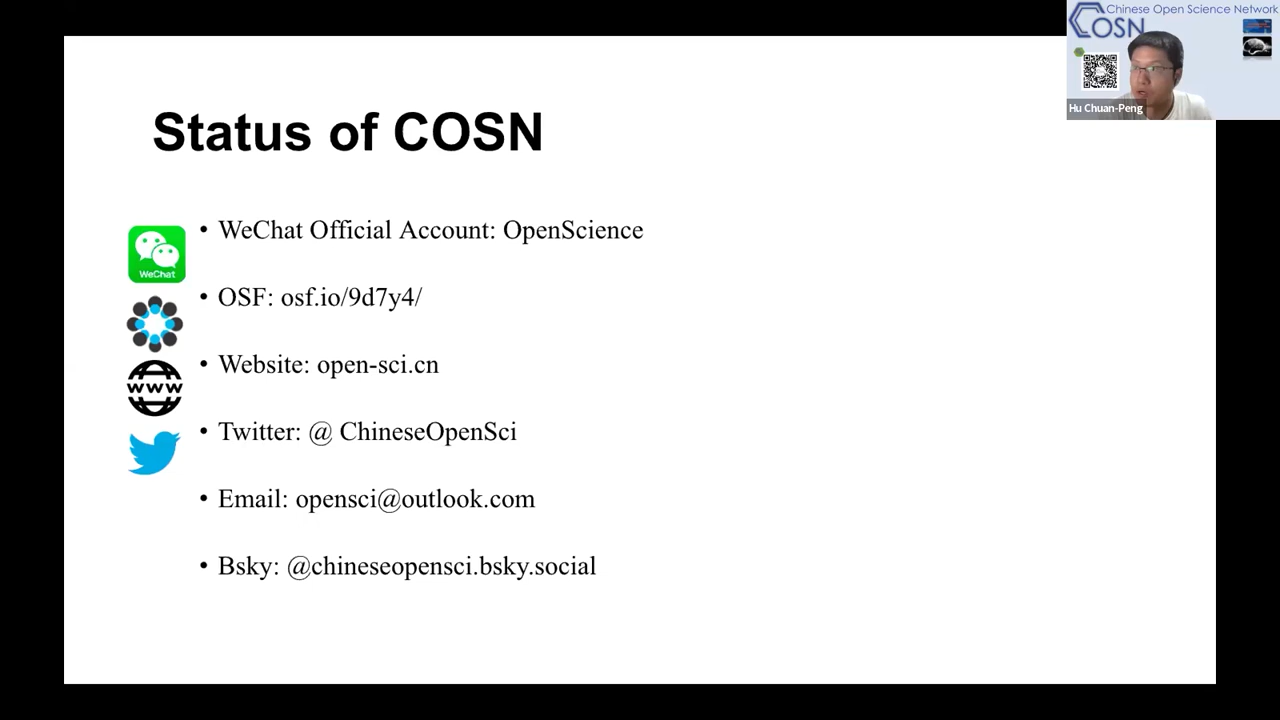 Chinese Open Science Network
COSN
Hu Chuan-Peng
Status of COSN
• WeChat Official Account: OpenScience
WeChat
• OSF: osf.io/9d7y4/
• Website: open-sci.cn
www
• Twitter: @ ChineseOpenSci
• Email: opensci@outlook.com
• Bsky: @chineseopensci.bsky.social